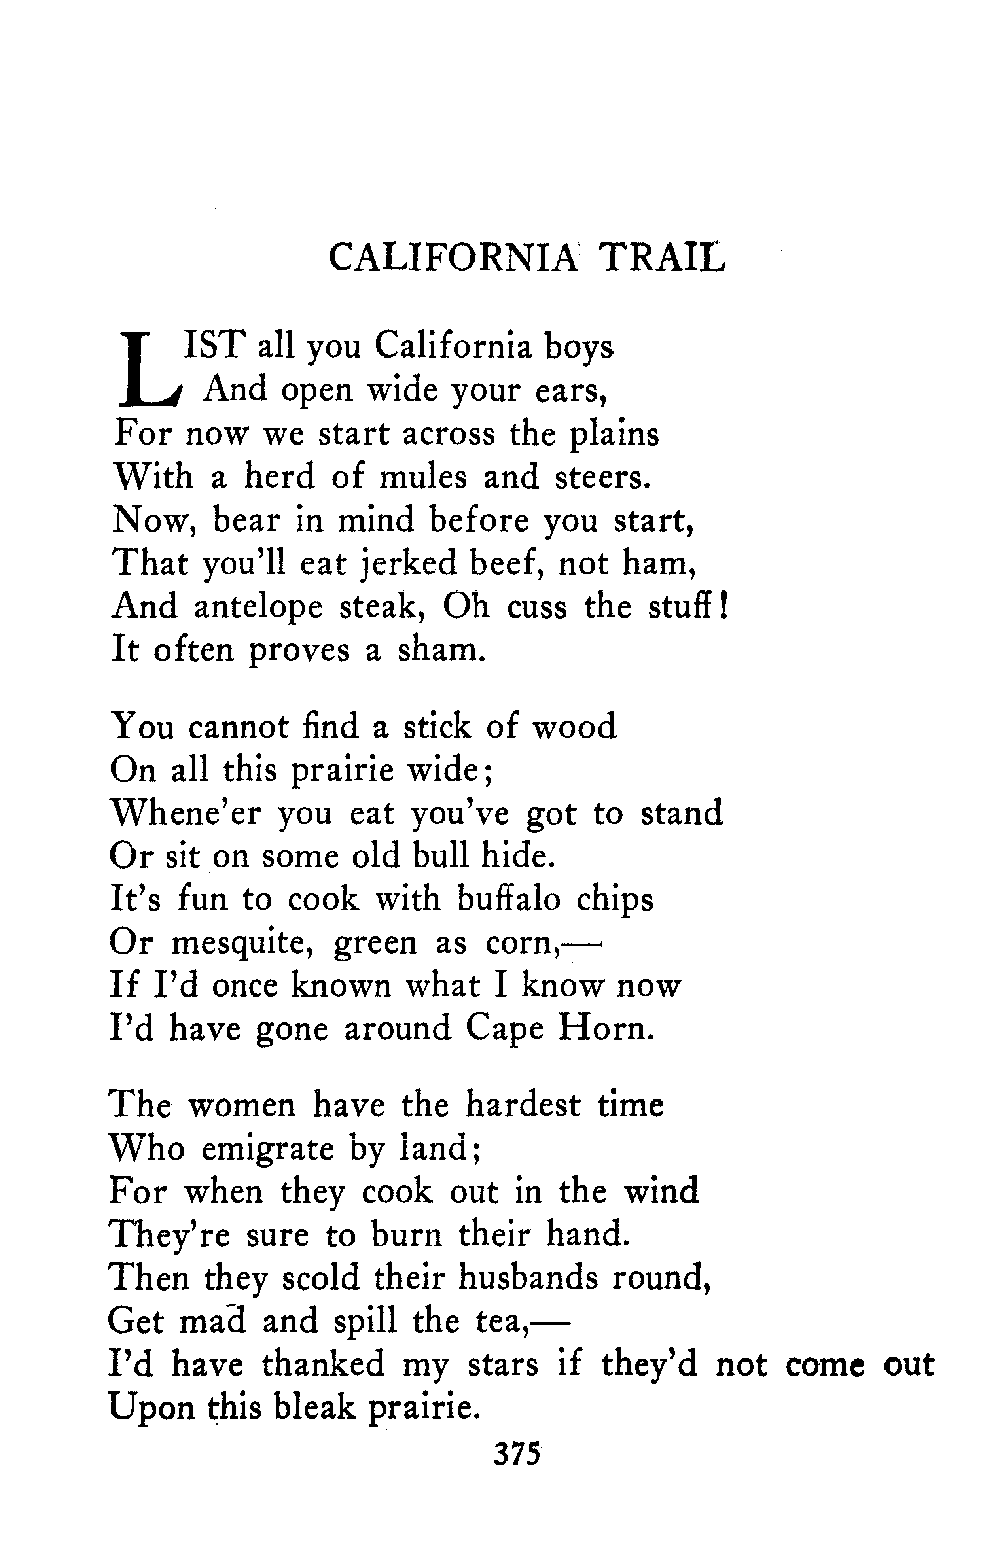 CALIFORNIA TRAIL
LIST all you California boys
And open wide your ears,
For now we start across the plains
With a herd of mules and steers.
Now, bear in mind before you start,
That you'll eat jerked beef, not ham,
And antelope steak, Oh cuss the stuff!
It often proves a sham.
You cannot find a stick of wood
On all this prairie wide;
Whene'er you eat you've got to stand
Or sit on some old bull hide.
It's fun to cook with buffalo chips
Or mesquite, green as corn,—
If I'd once known what I know now
I'd have gone around Cape Horn.
The women have the hardest time
Who emigrate by land;
For when they cook out in the wind
They're sure to burn their hand.
Then they scold their husbands round,
Get mad and spill the tea,—
I'd have thanked my stars if they'd not come out
Upon this bleak prairie.
375